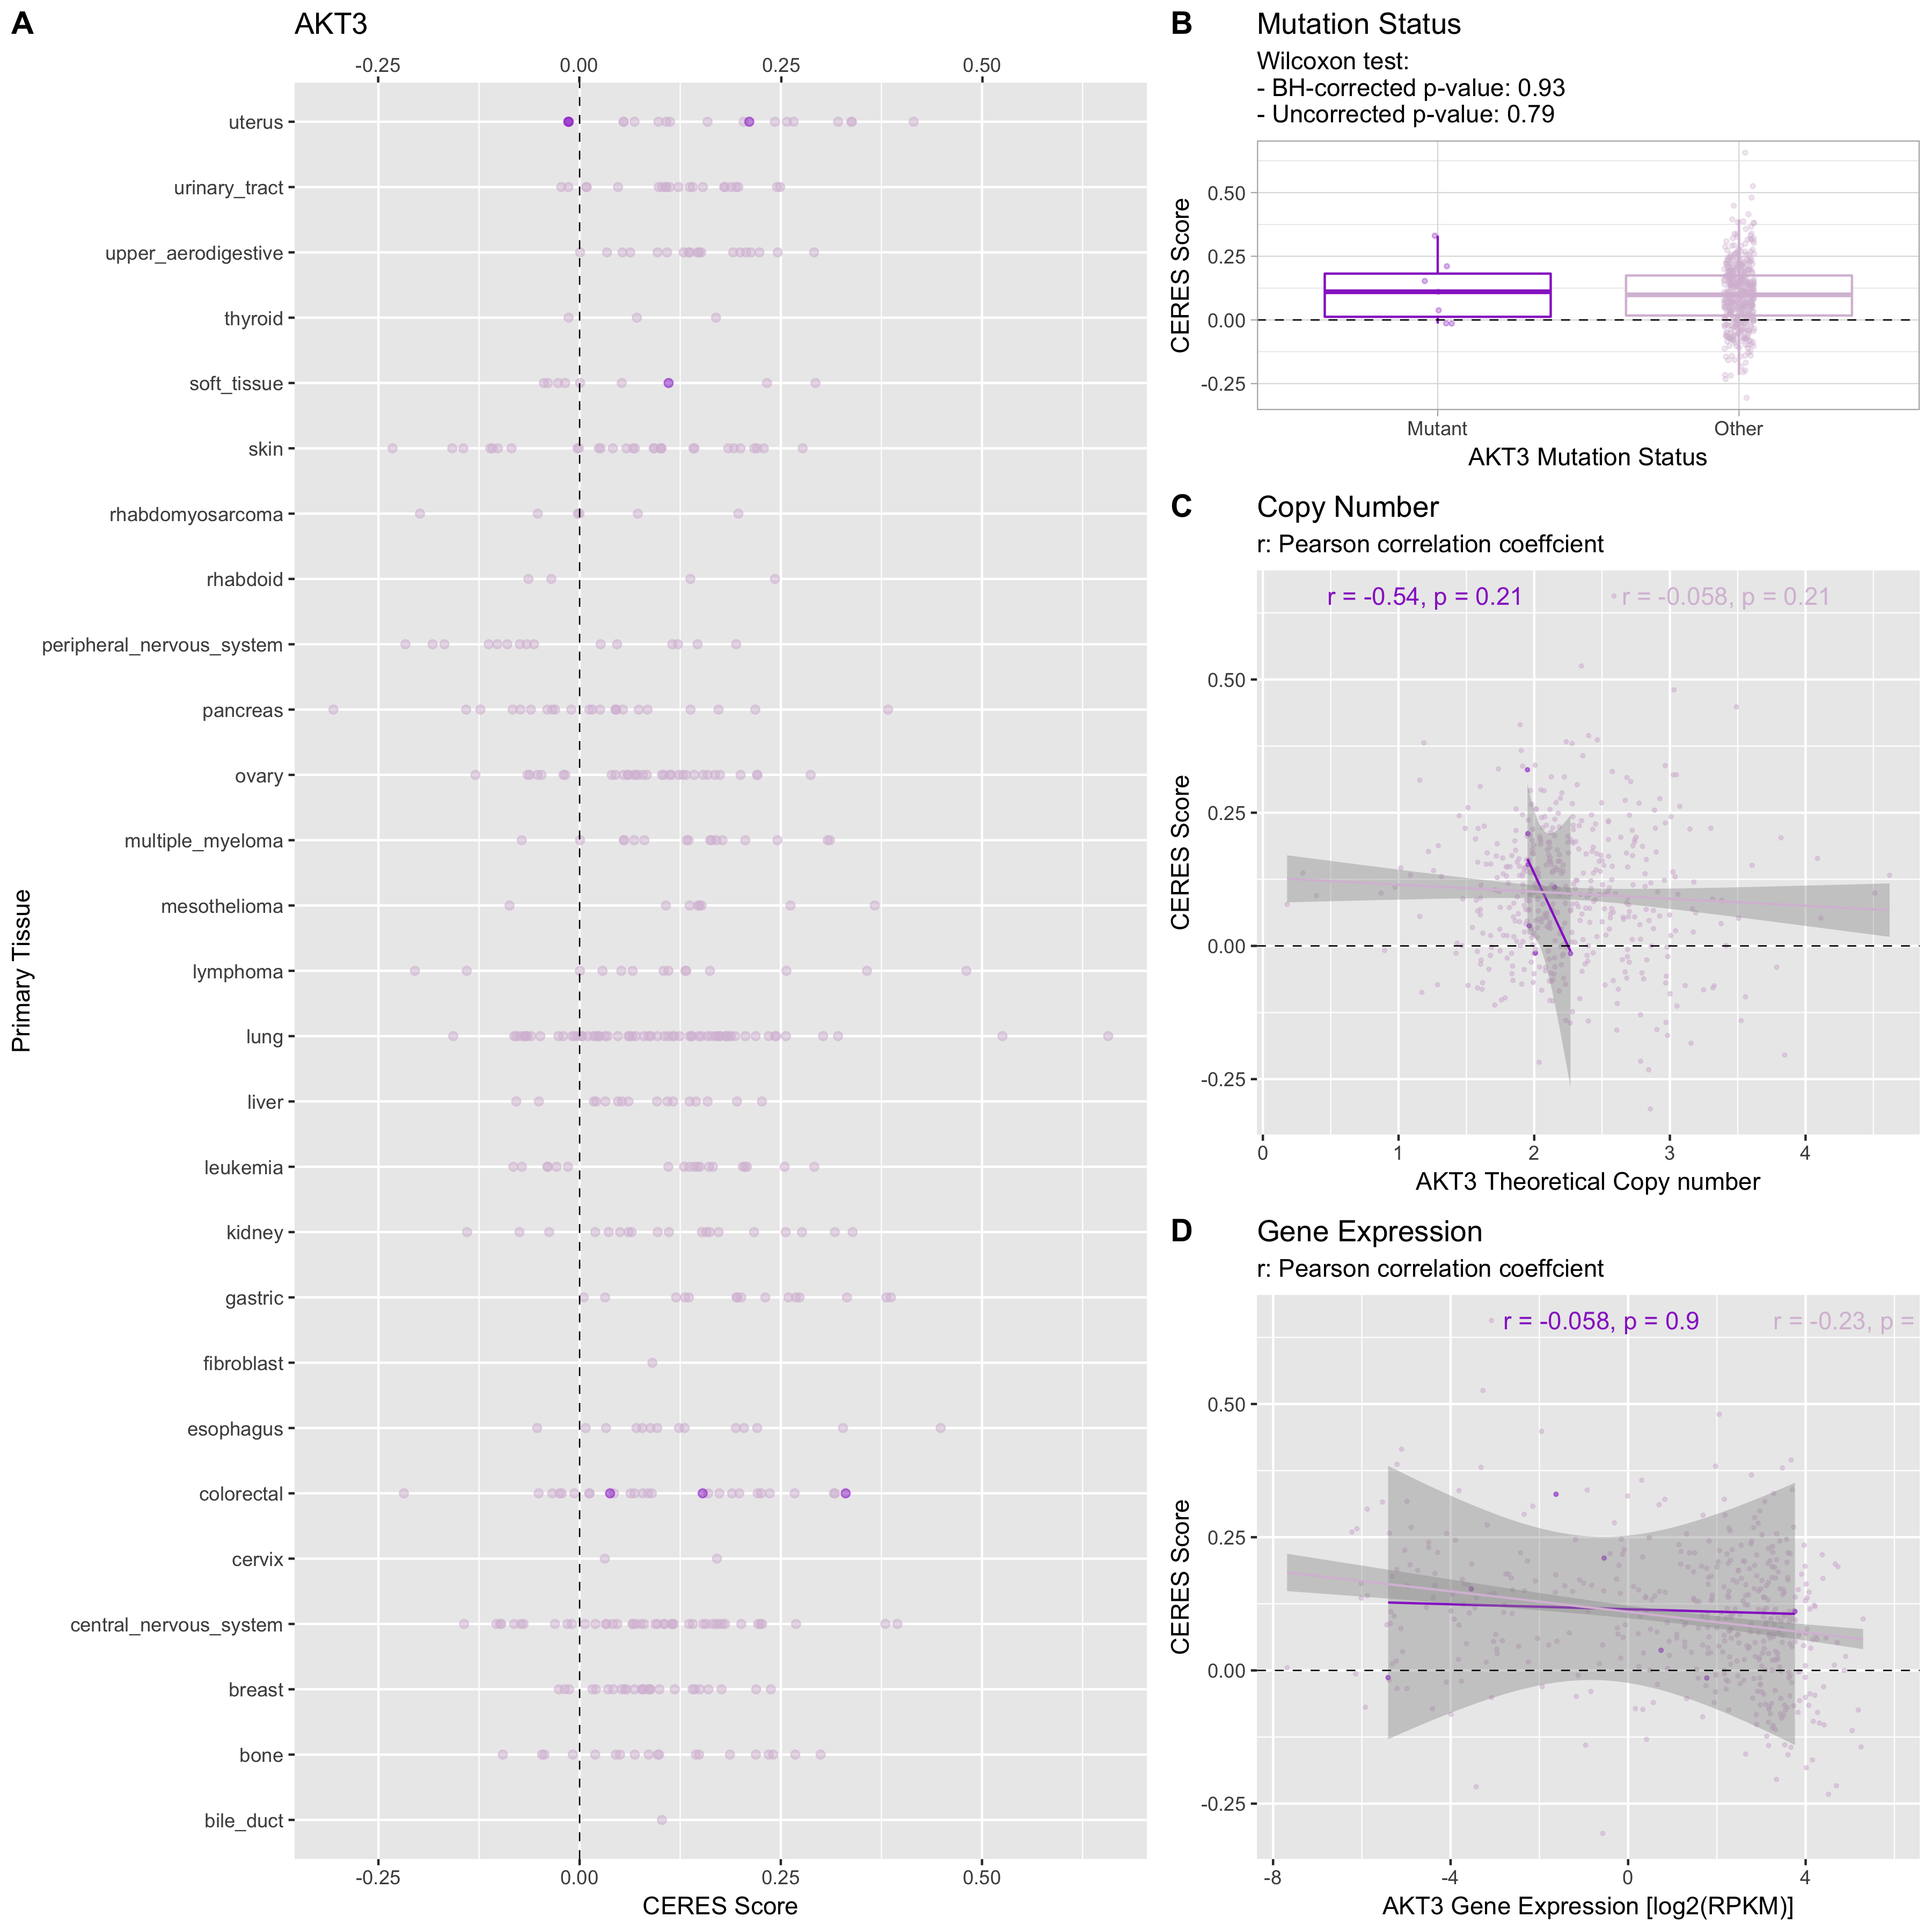 A
AKT3
-0.25 0.00 0.25 0.50
uterus
urinary_tract
upper_aerodigestive
thyroid
soft_tissue
skin
rhabdomyosarcoma
rhabdoid
peripheral_nervous_system
pancreas
ovary
multiple_myeloma
mesothelioma
lymphoma
lung
liver
leukemia
kidney
gastric
fibroblast
esophagus
colorectal
cervix
central_nervous_system
breast
bone
bile_duct
Primary Tissue
-0.25 0.00 0.25 0.50
CERES Score
B
Mutation Status
Wilcoxon test:
- BH-corrected p-value: 0.93
- Uncorrected p-value: 0.79
CERES Score
0.50
0.25
0.00
-0.25
Mutant Other
AKT3 Mutation Status
C
Copy Number
r: Pearson correlation coeffcient
r = -0.54, p = 0.21 r = -0.058, p = 0.21
CERES Score
0.50
0.25
0.00
-0.25
0 1 2 3 4
AKT3 Theoretical Copy number
D
Gene Expression
r: Pearson correlation coeffcient
r = -0.058, p = 0.9 r = -0.23, p =
CERES Score
0.50
0.25
0.00
-0.25
-8 -4 0 4
AKT3 Gene Expression [log2(RPKM)]